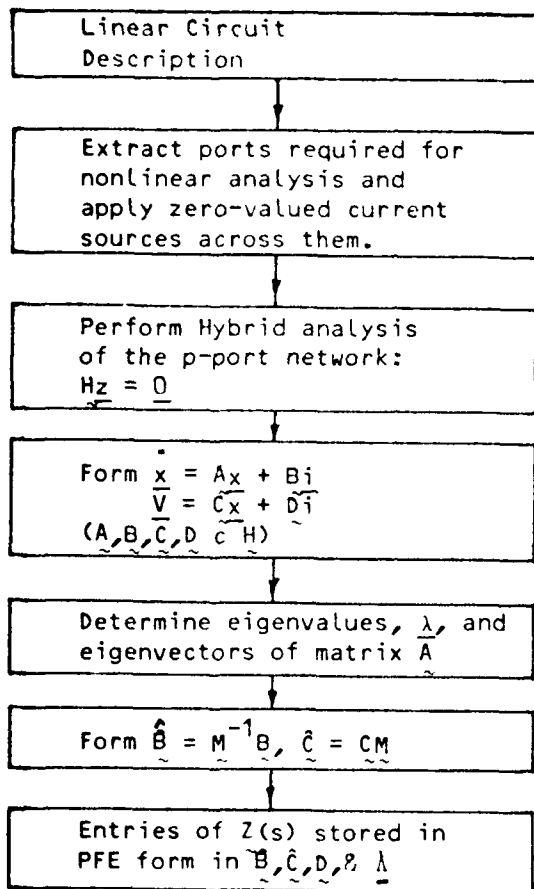 Linear Circuit
Description
Extract ports required for
nonlinear analysis and
apply zero-valued current
sources across them.
Perform Hybrid analysis
of the p-port network:
Hz = 0
Form ẋ = Ax + Bi
V = Cx + Di
(A,B,C,D c H)
Determine eigenvalues, λ, and
eigenvectors of matrix A
Form B̂ = M⁻¹B, Ĉ = CM
Entries of Z(s) stored in
PFE form in B̂,Ĉ,D,& λ